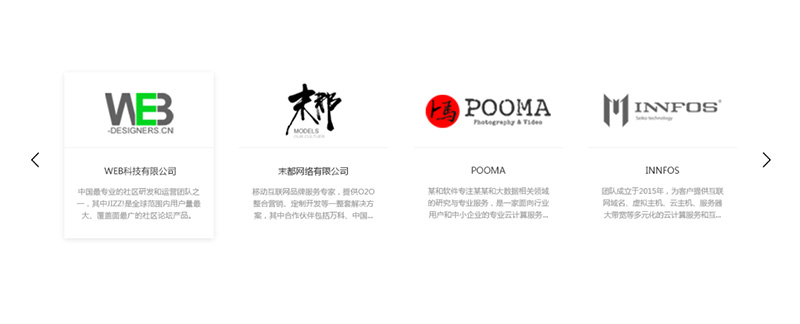 WEB
-DESIGNERS.CN
WEB科技有限公司
中国最专业的社区研发和运营团队之
一，其中JIZZ!是全球范围内用户量最
大、覆盖面最广的社区论坛产品。
末那
MODELS
末都网络有限公司
移动互联网品牌服务专家，提供O2O
整合营销、定制开发等一整套解决方
案，其中合作伙伴包括万科、中国...
POOMA
Photography & Video
POOMA
某和软件专注某某和大数据相关领域
的研究与专业服务，是一家面向行业
用户和中小企业的专业云计算服务...
INNFOS®
Seiko technology
INNFOS
团队成立于2015年，为客户提供互联
网域名、虚拟主机、云主机、服务器
大带宽等多元化的云计算服务和互...